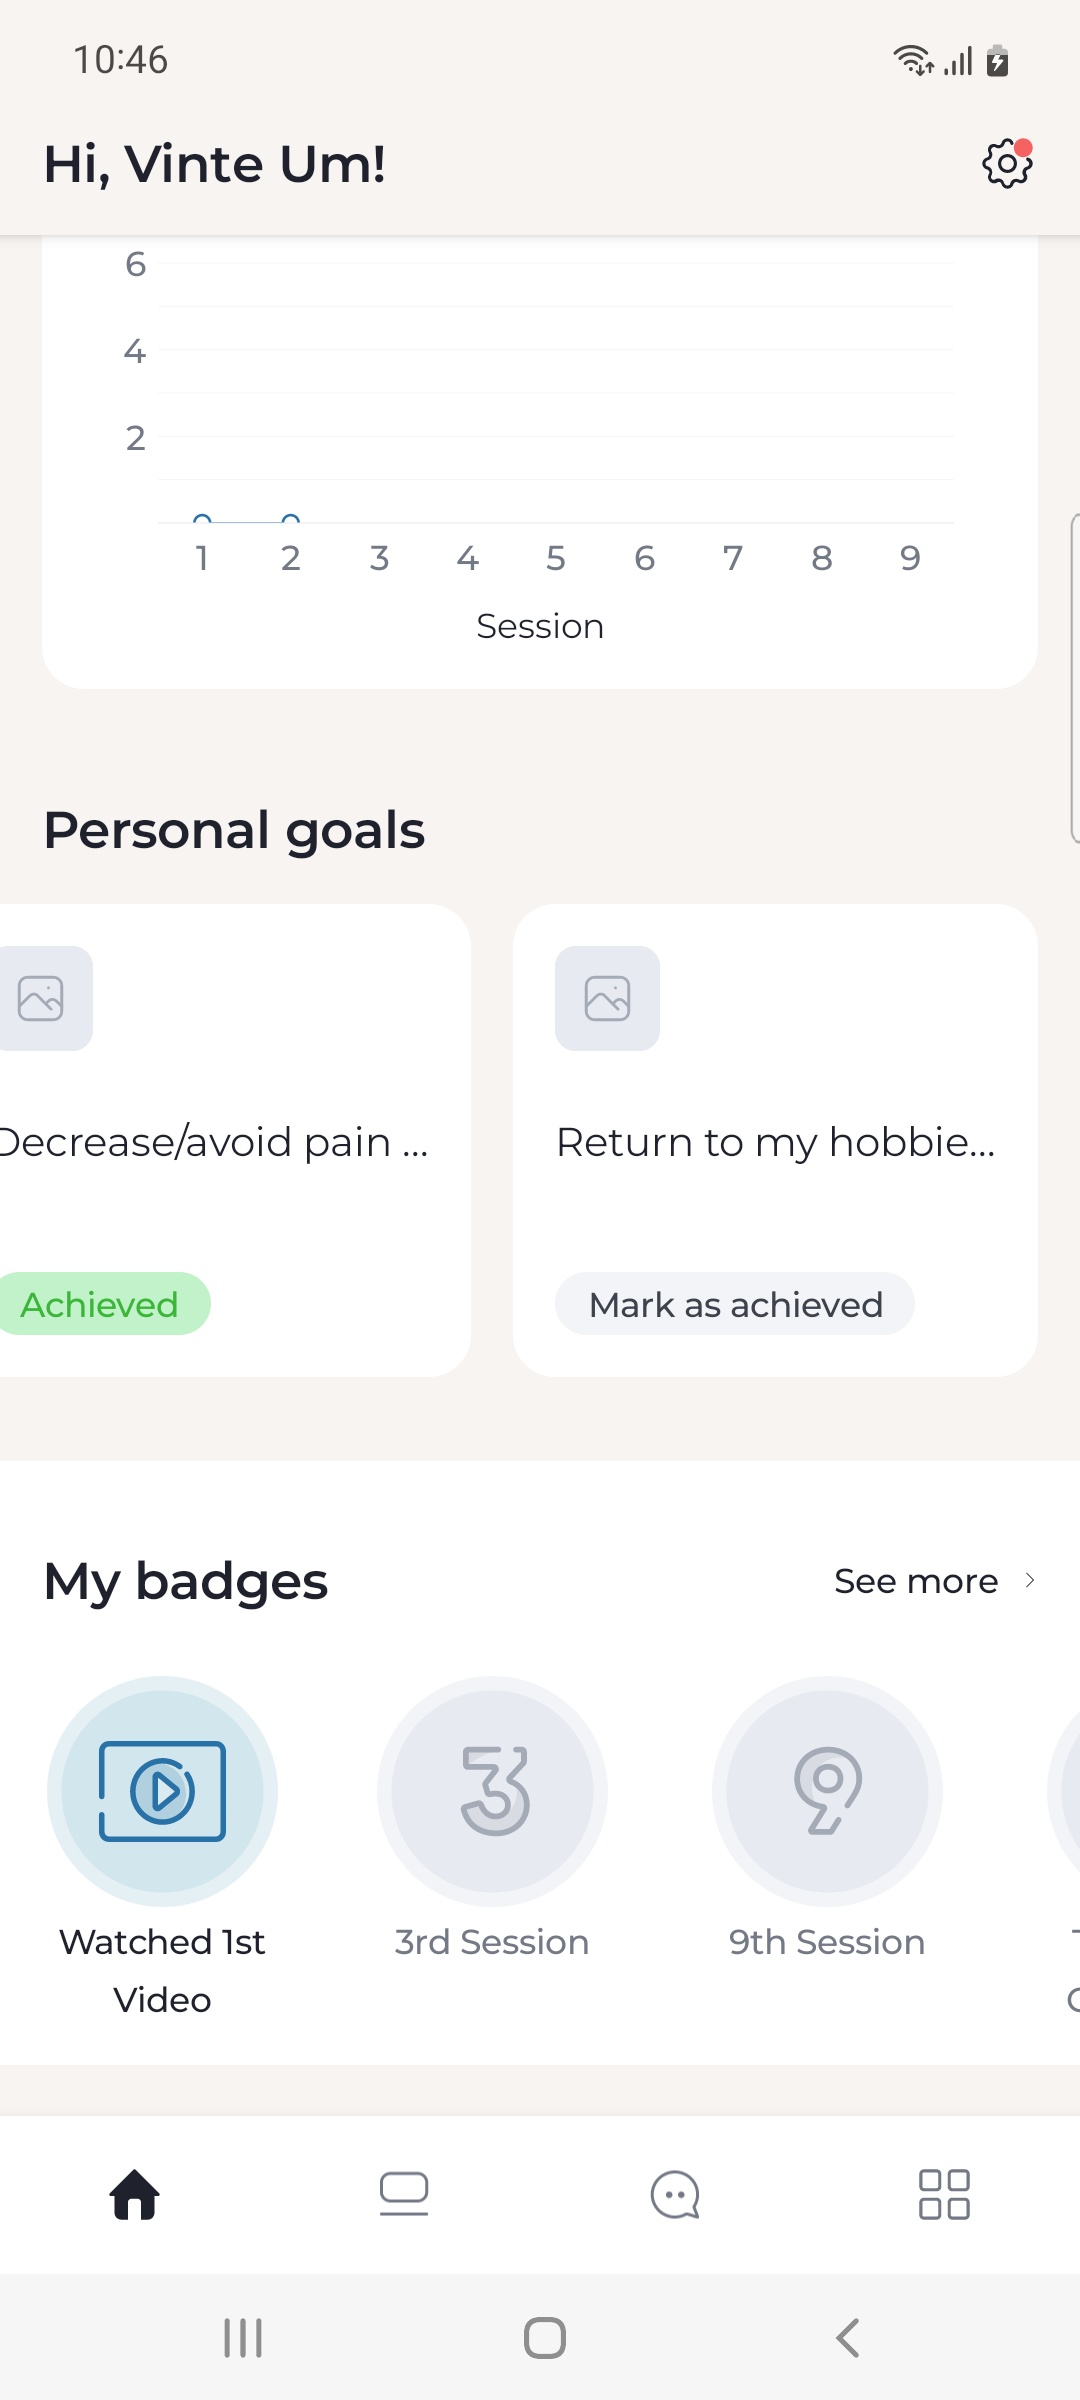 10:46
Hi, Vinte Um!
6
4
2
1 2 3 4 5 6 7 8 9
Session
Personal goals
Decrease/avoid pain ...
Return to my hobbie...
Achieved
Mark as achieved
My badges
See more
Watched 1st
Video
3
9
3rd Session
9th Session